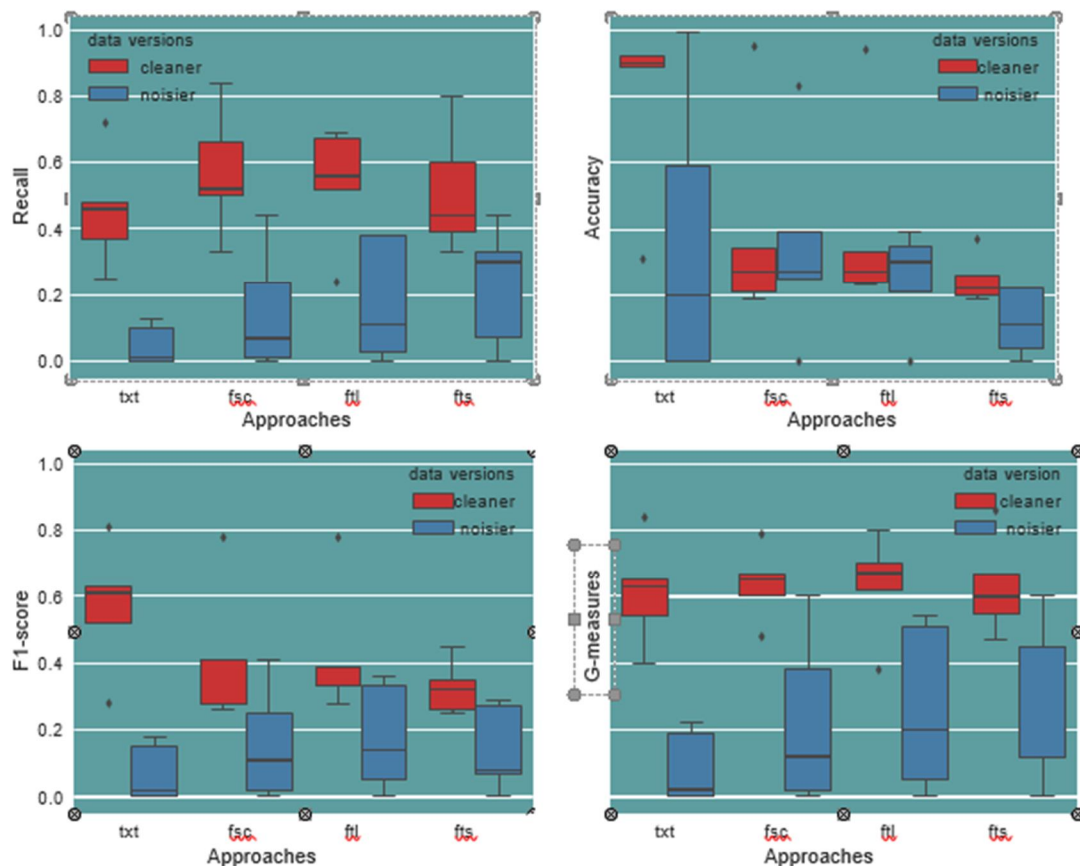 1.0
data versions
cleaner
noisier
0.8
0.6
0.4
0.2
0.0
Recall
txt fsc ftl fts
Approaches
data versions
cleaner
noisier
Accuracy
txt fsc ftl fts
Approaches
1.0
data versions
cleaner
noisier
0.8
0.6
0.4
0.2
0.0
F1-score
txt fsc ftl fts
Approaches
data version
cleaner
noisier
G-measures
txt fsc ftl fts
Approaches